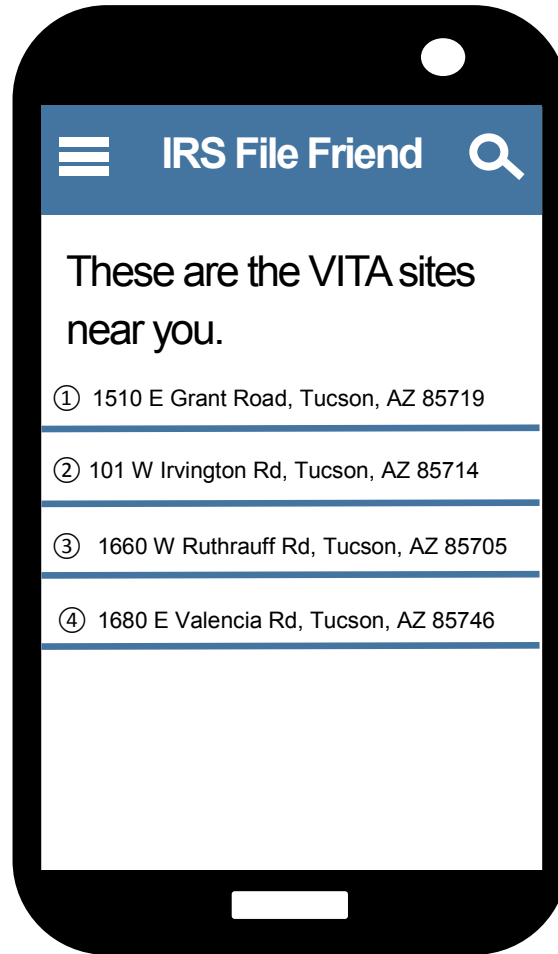 IRS File Friend
These are the VITA sites
near you.
① 1510 E Grant Road, Tucson, AZ 85719
② 101 W Irvington Rd, Tucson, AZ 85714
③ 1660 W Ruthrauff Rd, Tucson, AZ 85705
④ 1680 E Valencia Rd, Tucson, AZ 85746